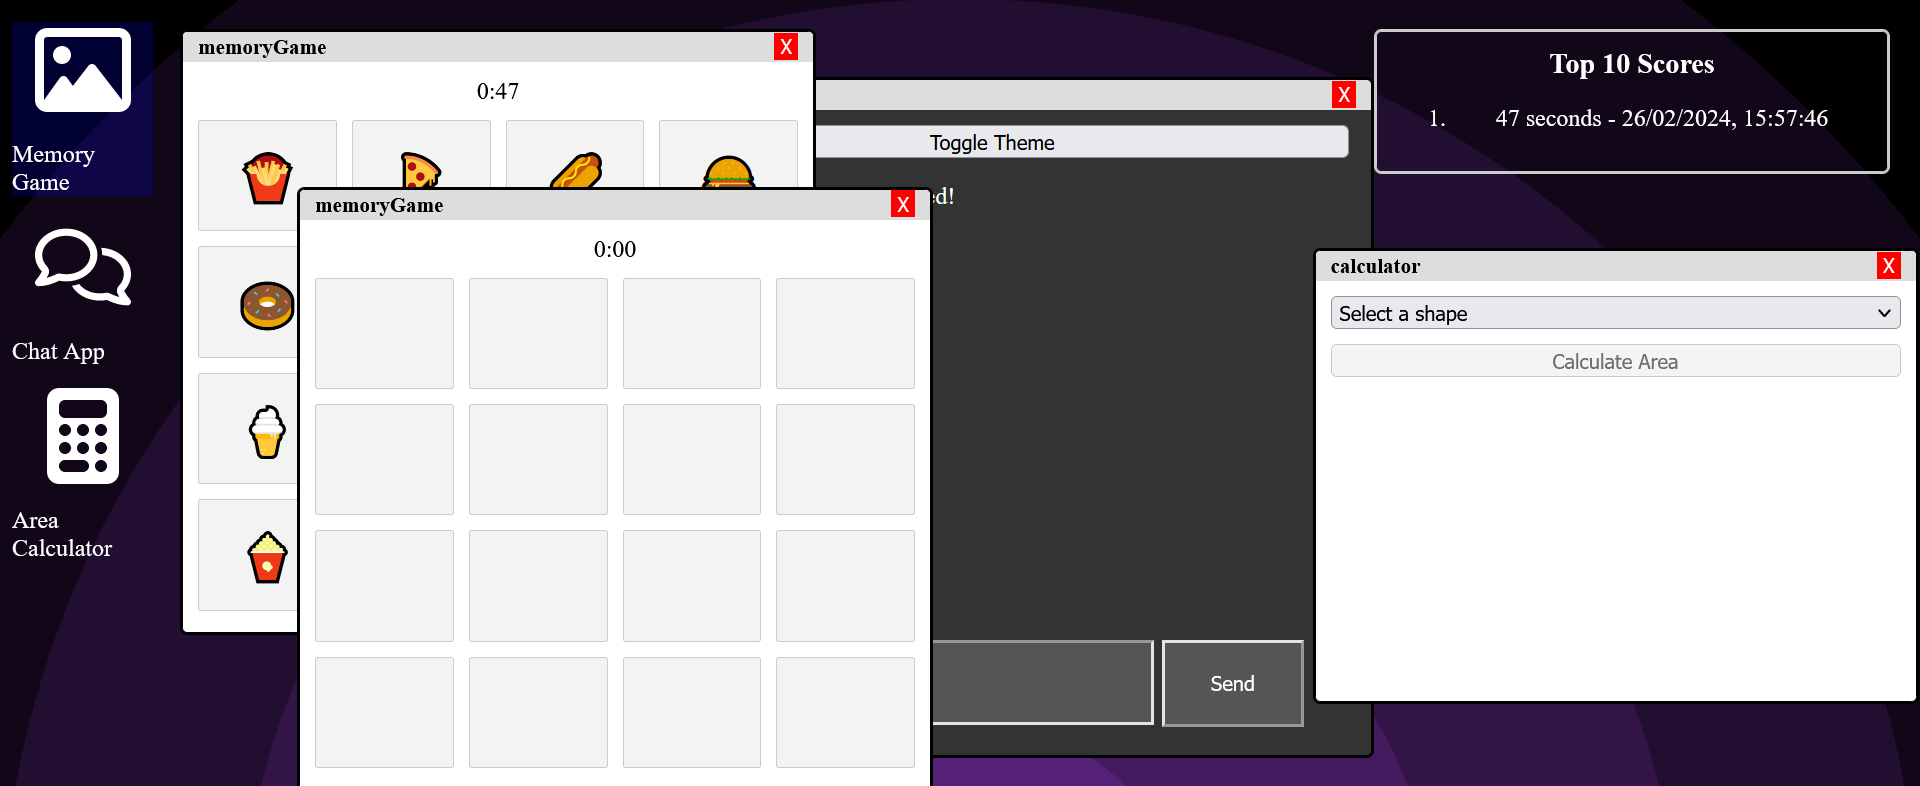 Memory
Game
Chat App
Area
Calculator
memoryGame
X
0:47
memoryGame
X
0:00
X
Toggle Theme
ed!
Send
Top 10 Scores
1. 47 seconds - 26/02/2024, 15:57:46
calculator
X
Select a shape
Calculate Area